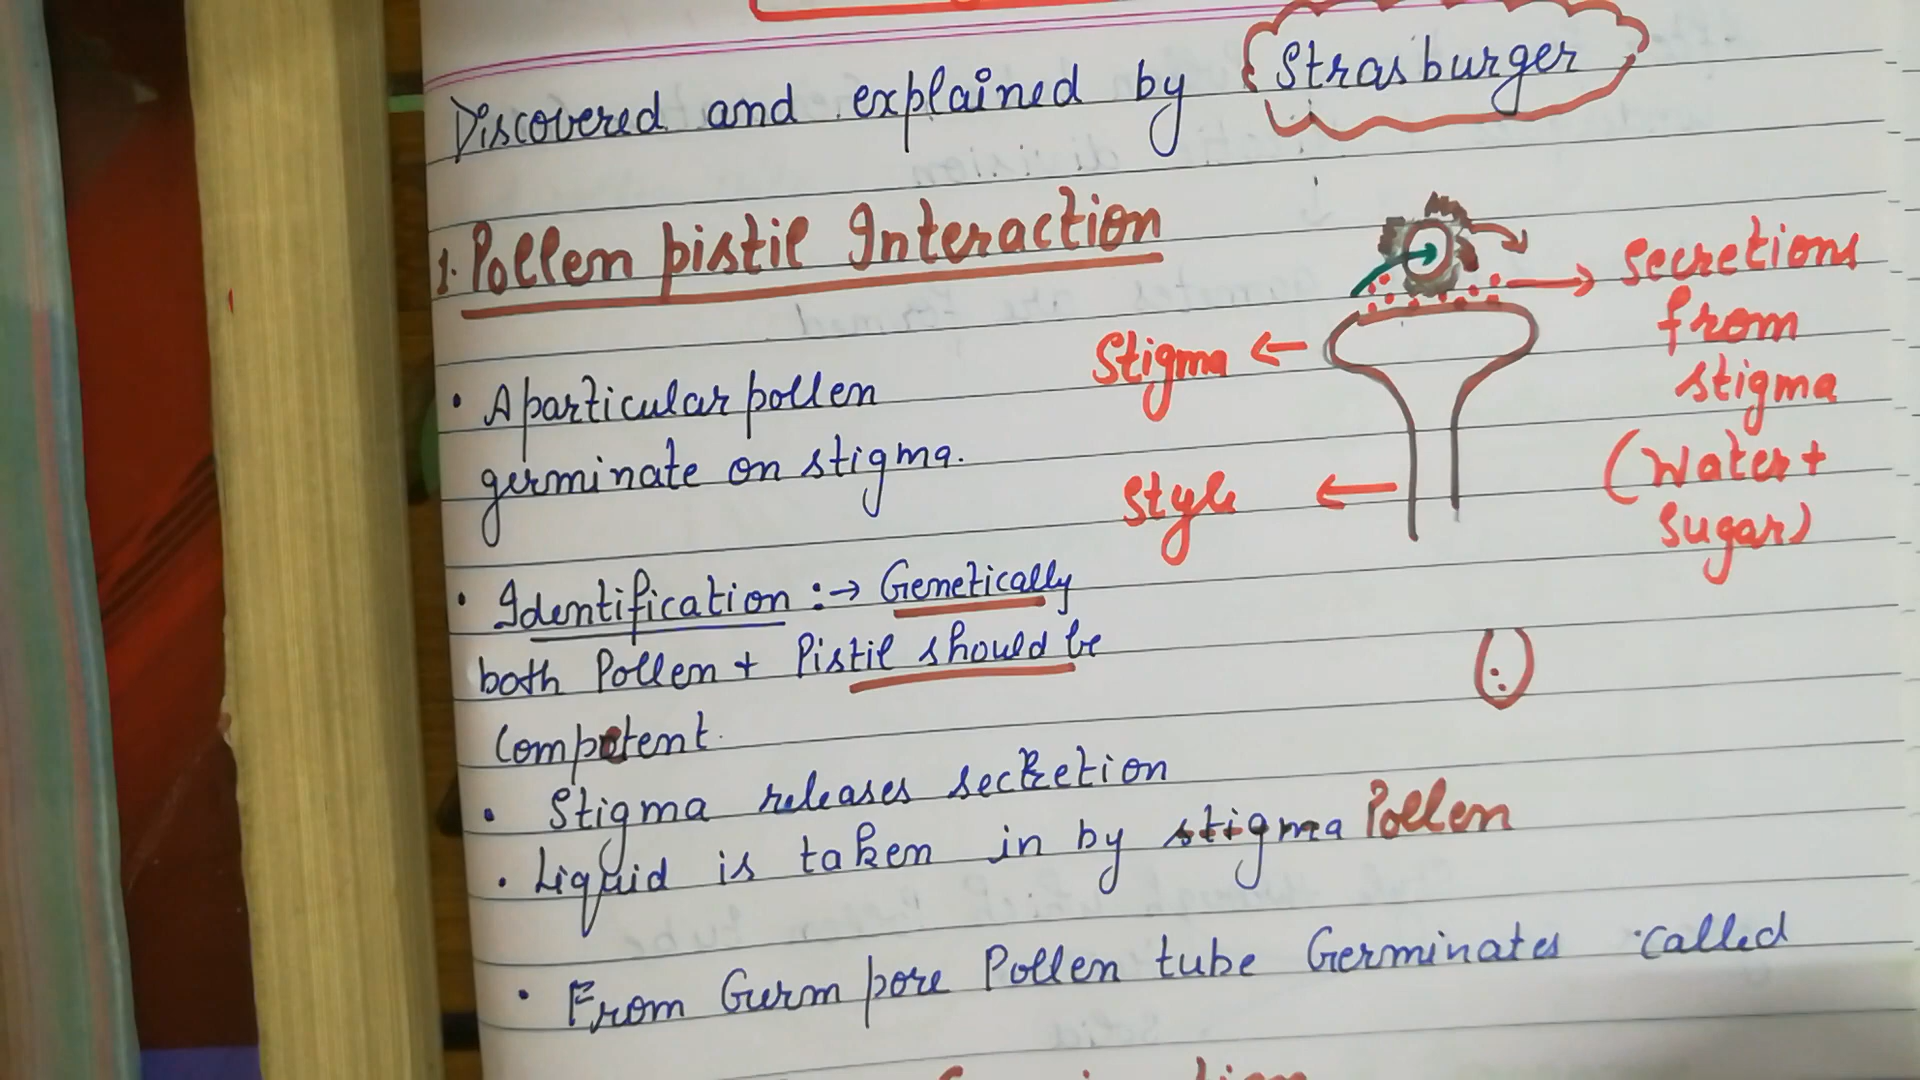 Discovered and explained by Strasburger
1. Pollen pistil Interaction
secretions
from
stigma
(Water +
sugar)
Stigma ←
Style ←
• A particular pollen
germinate on stigma.
• Identification :→ Genetically
both Pollen + Pistil should be
Competent.
• Stigma releases secretion
• Liquid is taken in by stigma Pollen
• From Germ pore Pollen tube Germinates called